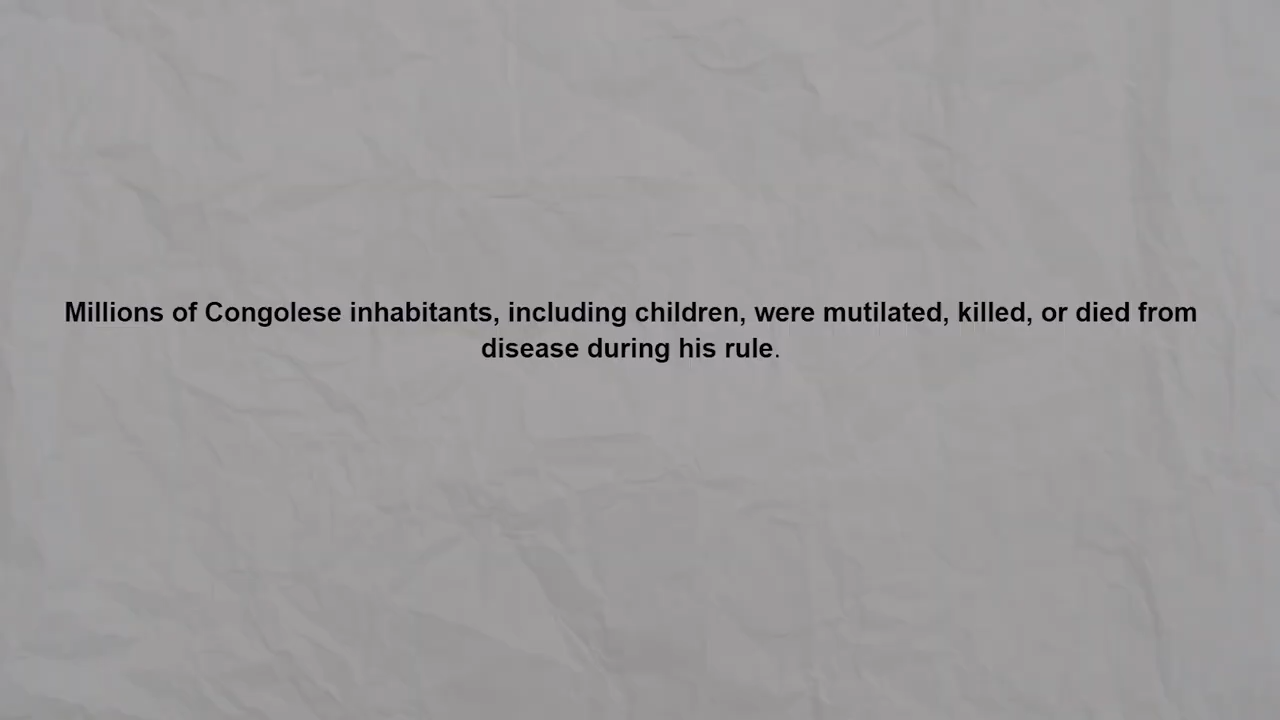 Millions of Congolese inhabitants, including children, were mutilated, killed, or died from
disease during his rule.